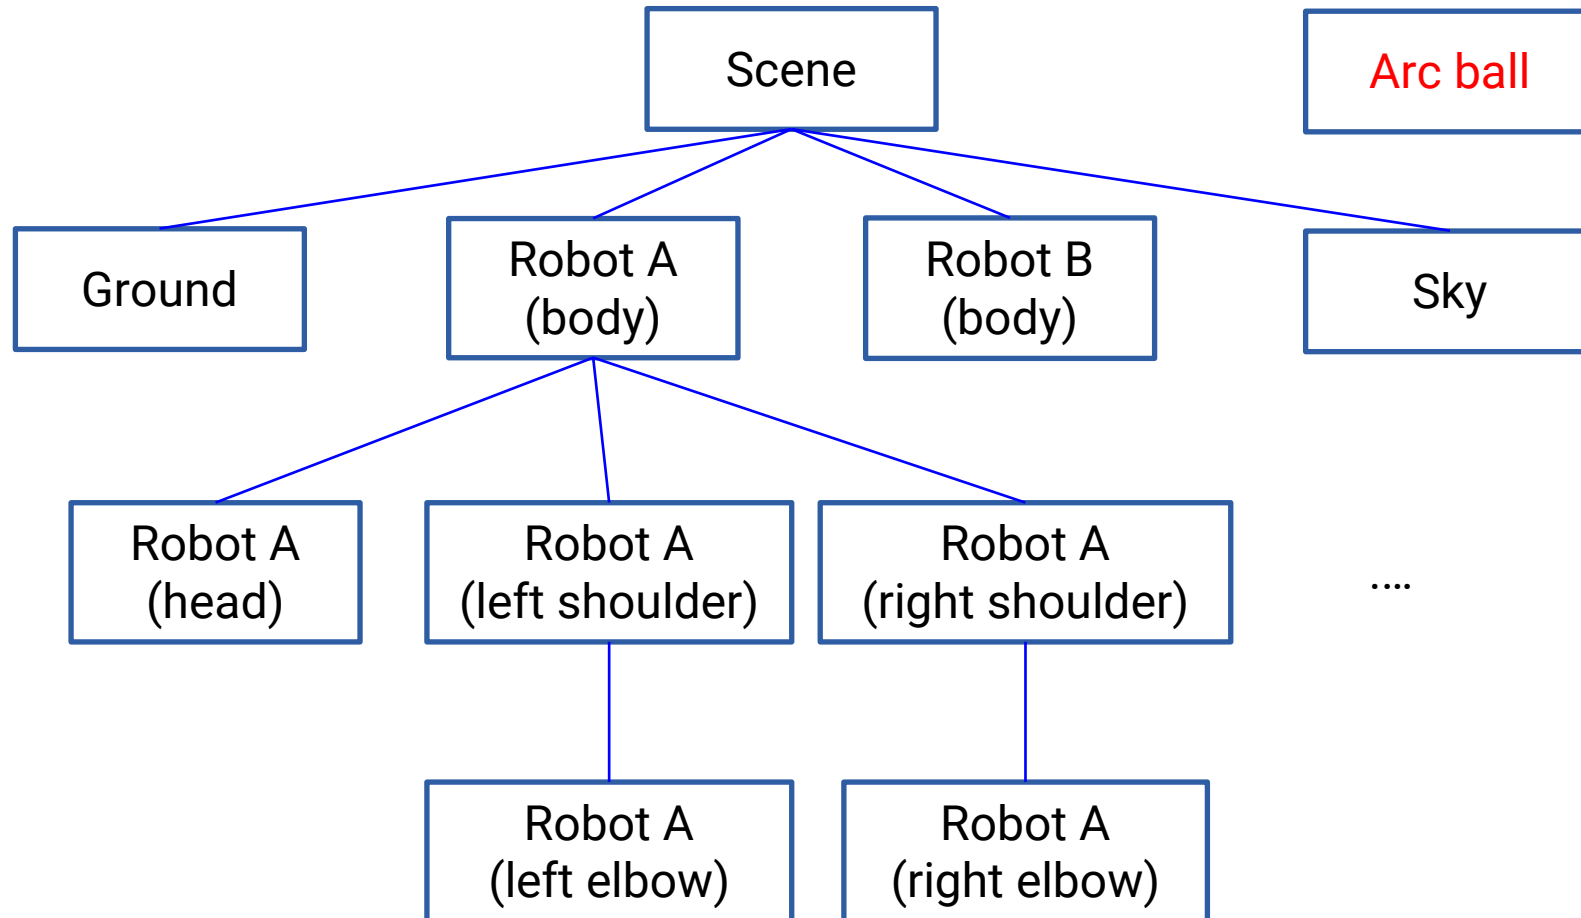 Scene
Arc ball
Ground
Robot A
(body)
Robot B
(body)
Sky
Robot A
(head)
Robot A
(left shoulder)
Robot A
(right shoulder)
....
Robot A
(left elbow)
Robot A
(right elbow)